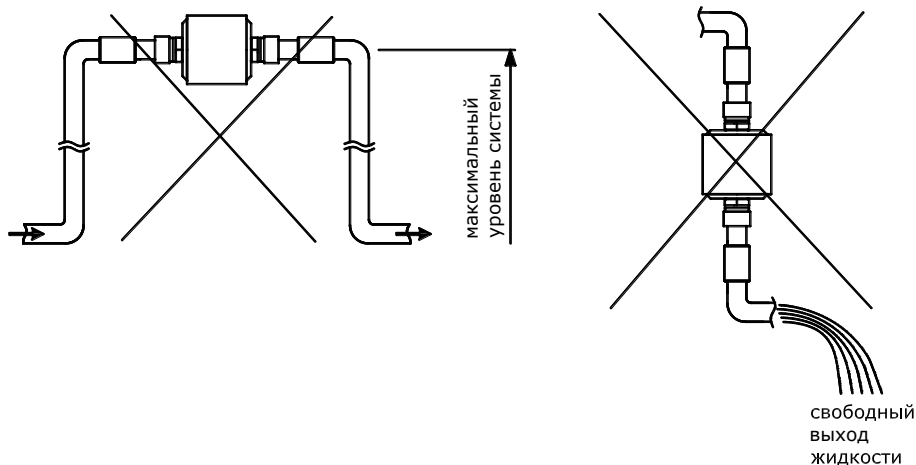 максимальный
уровень системы
свободный
выход
жидкости